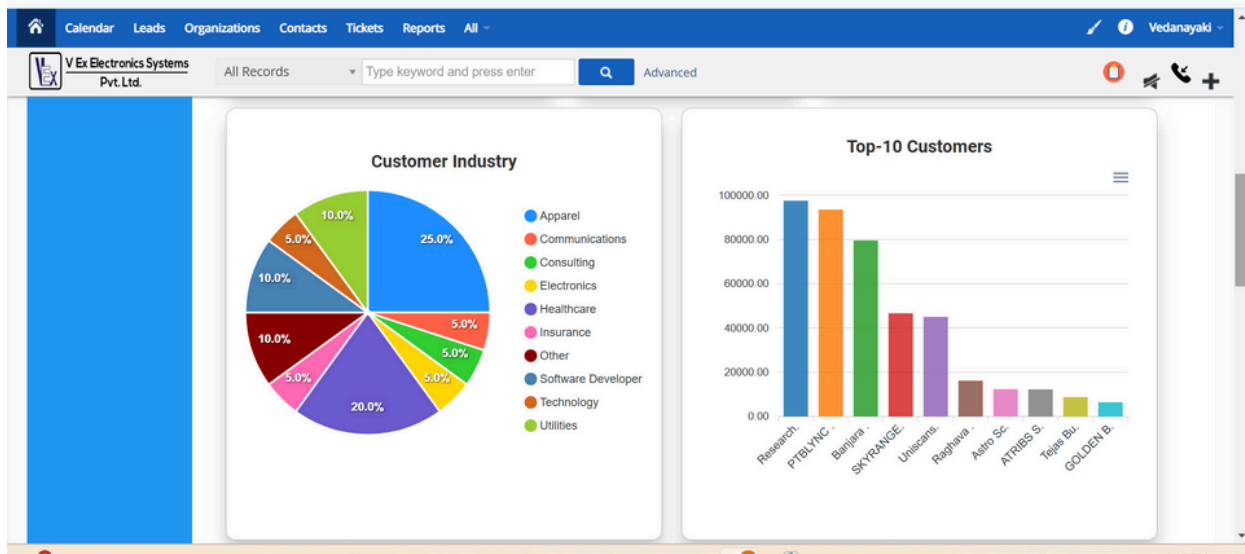 Calendar Leads Organizations Contacts Tickets Reports All Vedanayaki
V Ex Electronics Systems
Pvt. Ltd.
VEx
All Records Type keyword and press enter Advanced
Customer Industry
10.0%
25.0%
5.0%
10.0%
5.0%
10.0%
5.0%
5.0%
5.0%
20.0%
Apparel
Communications
Consulting
Electronics
Healthcare
Insurance
Other
Software Developer
Technology
Utilities
Top-10 Customers
100000.00
80000.00
60000.00
40000.00
20000.00
0.00
Research.
PTBLYNC .
Banjara .
SKYRANGE.
Uniscans.
Raghava .
Astro Sc.
ATRIBS S.
Tejas Bu.
GOLDEN B.